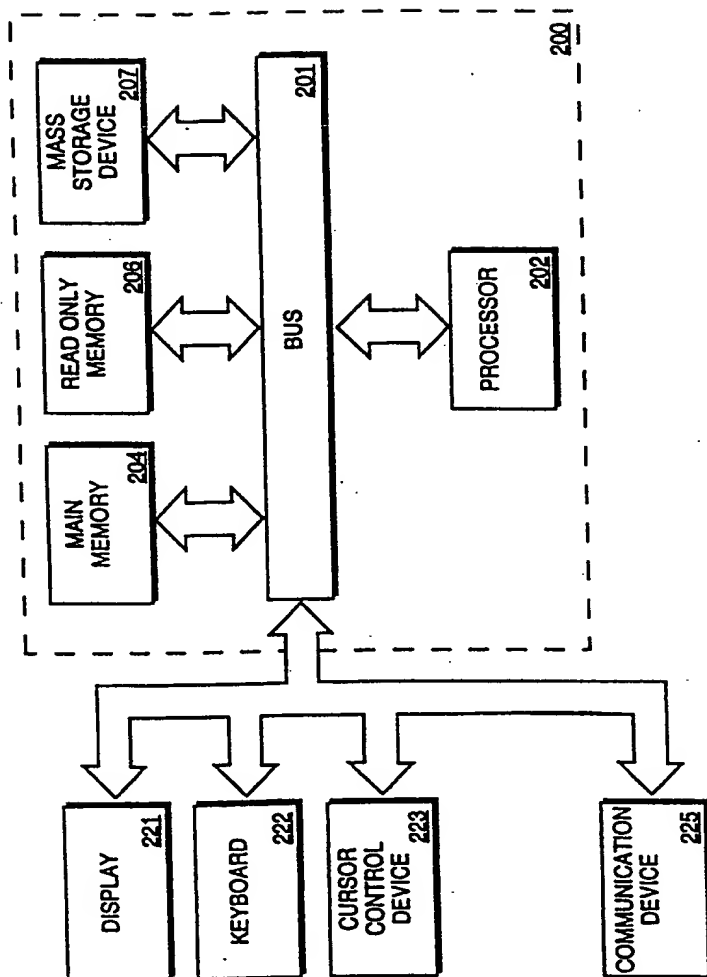 DISPLAY
221
KEYBOARD
222
CURSOR
CONTROL
DEVICE
223
COMMUNICATION
DEVICE
225
MAIN
MEMORY
204
READ ONLY
MEMORY
206
MASS
STORAGE
DEVICE
207
BUS
201
PROCESSOR
202
200